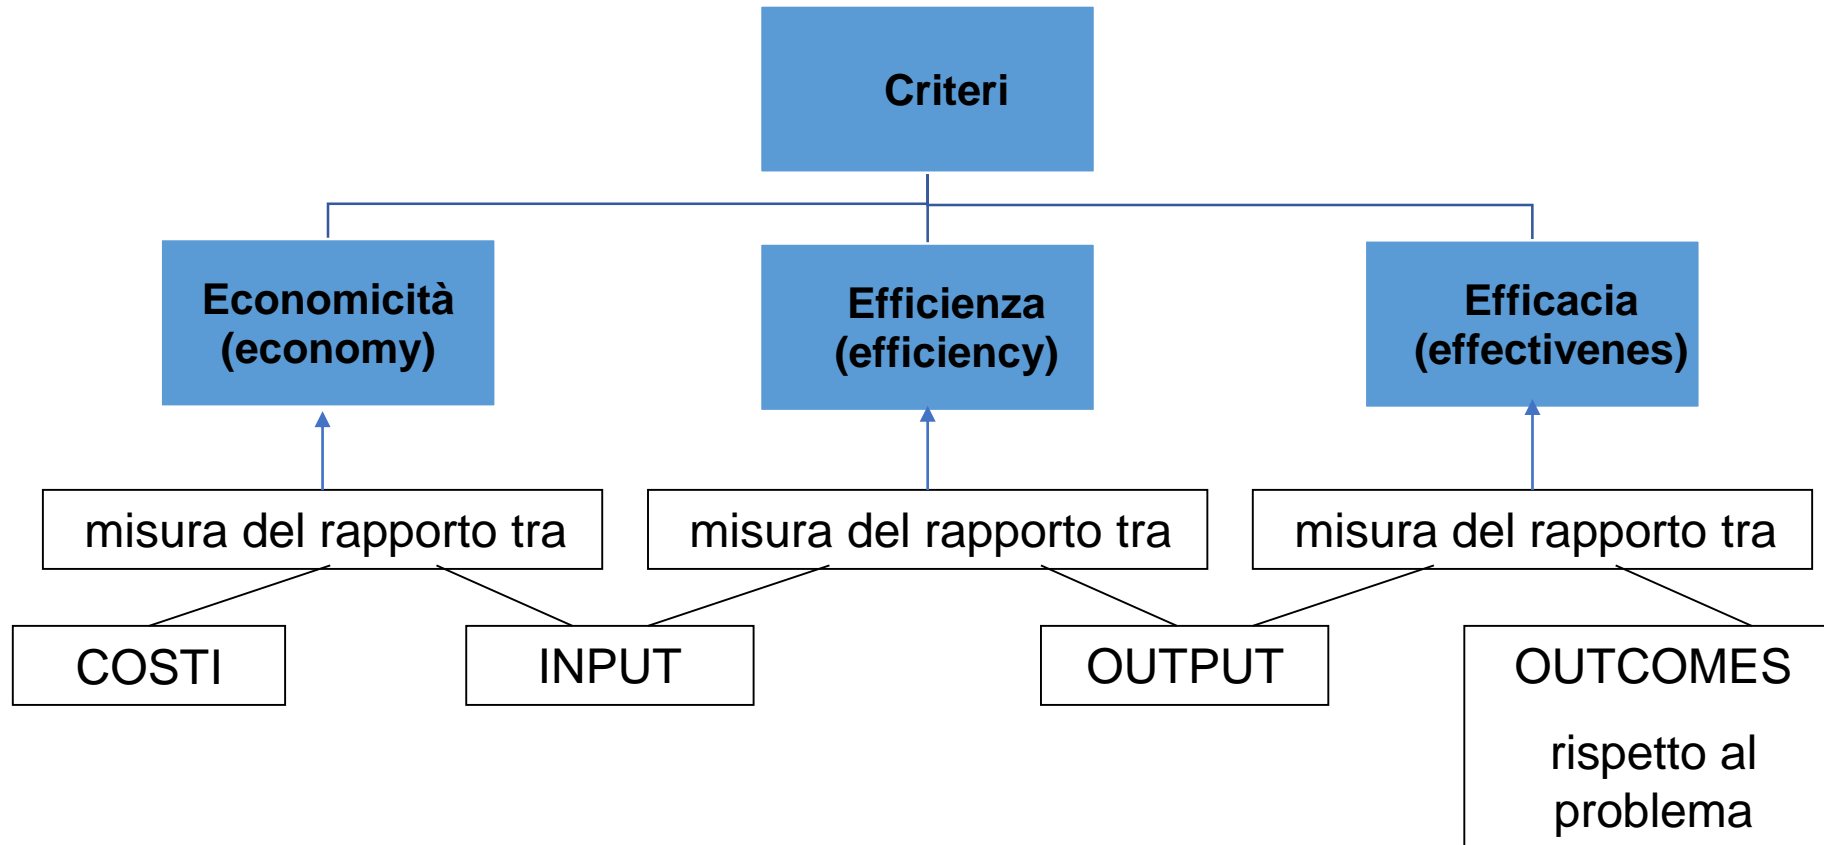 Criteri
Economicità
(economy)
Efficienza
(efficiency)
Efficacia
(effectivenes)
misura del rapporto tra
misura del rapporto tra
misura del rapporto tra
COSTI
INPUT
OUTPUT
OUTCOMES
rispetto al
problema